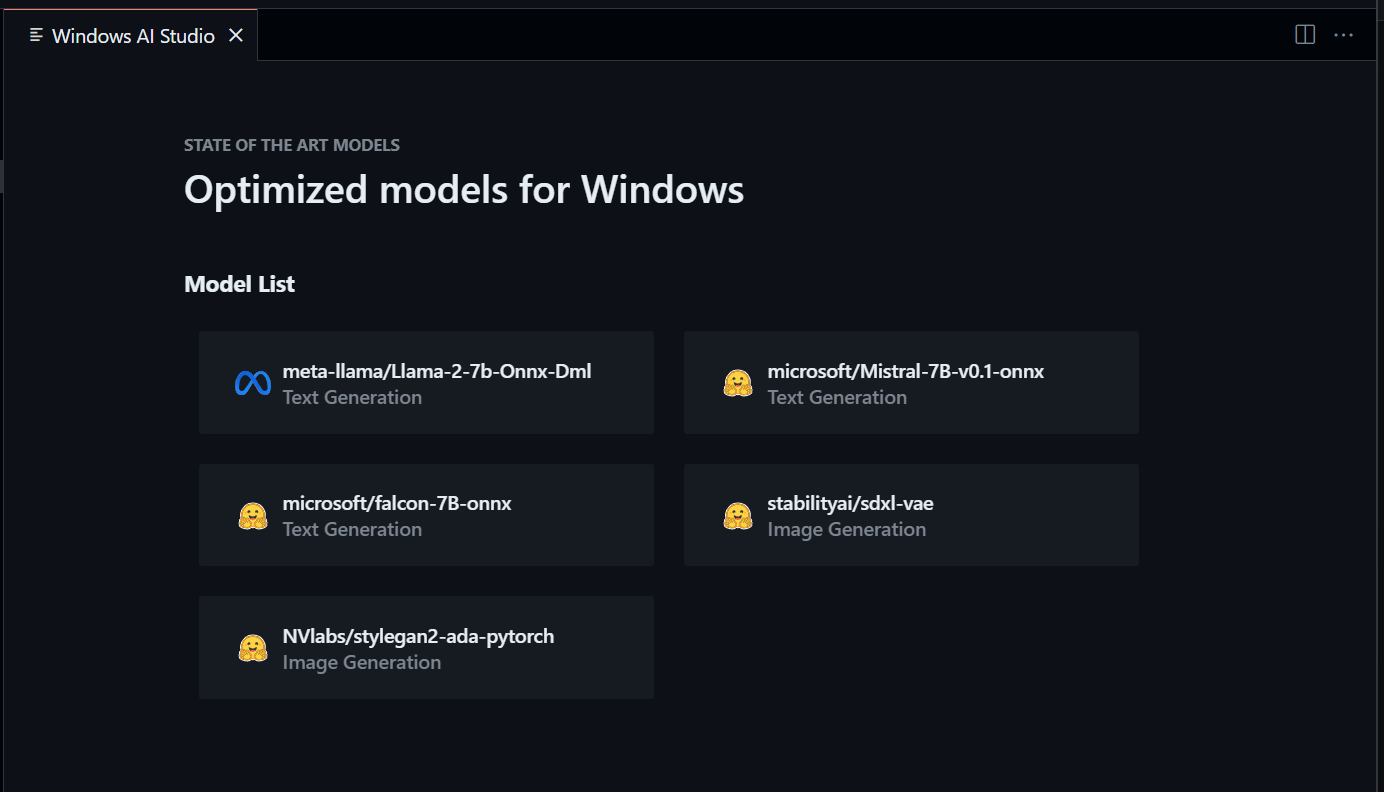 Windows AI Studio
STATE OF THE ART MODELS
Optimized models for Windows
Model List
meta-llama/Llama-2-7b-Onnx-Dml
Text Generation
microsoft/Mistral-7B-v0.1-onnx
Text Generation
microsoft/falcon-7B-onnx
Text Generation
stabilityai/sdxl-vae
Image Generation
NVlabs/stylegan2-ada-pytorch
Image Generation